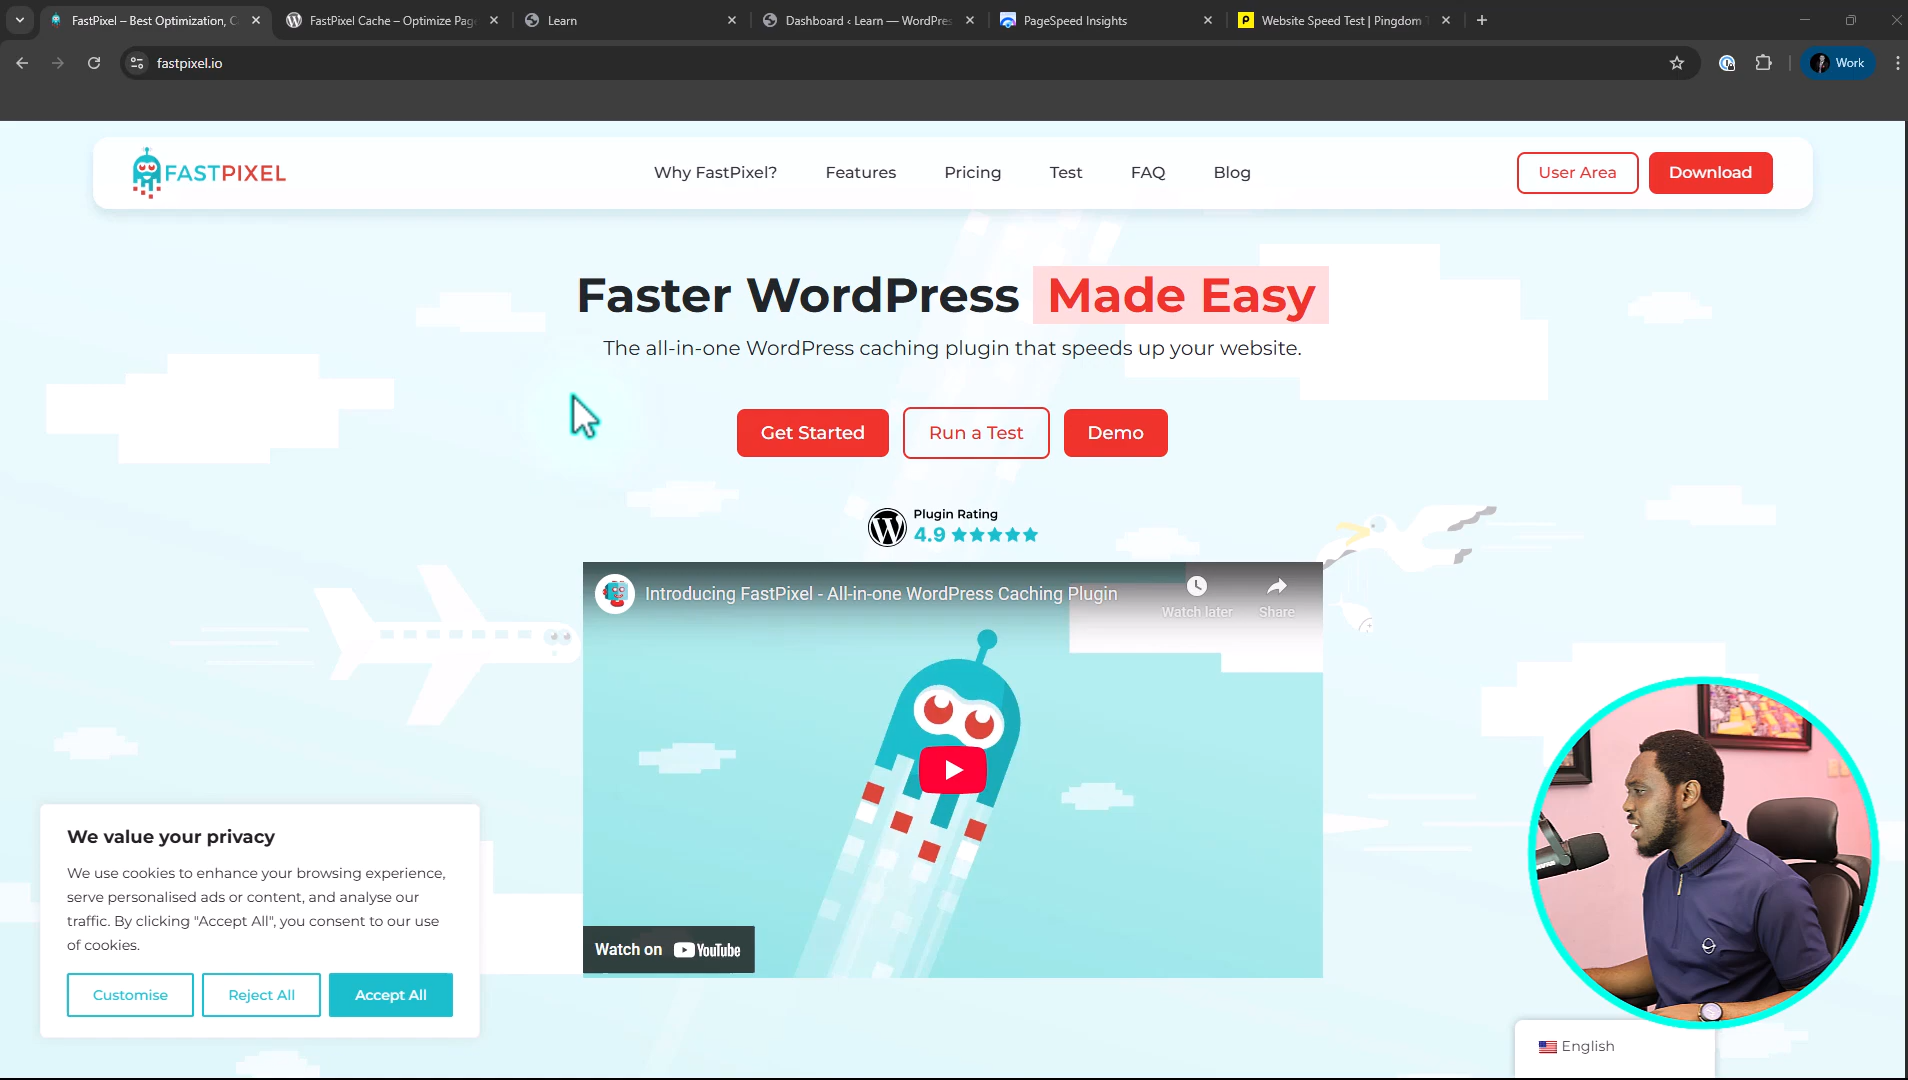 FastPixel – Best Optimization, C
FastPixel Cache – Optimize Page
Learn
Dashboard ‹ Learn — WordPres
PageSpeed Insights
Website Speed Test | Pingdom T
fastpixel.io
Work
FASTPIXEL
Why FastPixel?
Features
Pricing
Test
FAQ
Blog
User Area
Download
Faster WordPress Made Easy
The all-in-one WordPress caching plugin that speeds up your website.
Get Started
Run a Test
Demo
Plugin Rating
4.9
Introducing FastPixel - All-in-one WordPress Caching Plugin
Watch later
Share
Watch on YouTube
We value your privacy
We use cookies to enhance your browsing experience,
serve personalised ads or content, and analyse our
traffic. By clicking "Accept All", you consent to our use
of cookies.
Customise
Reject All
Accept All
English